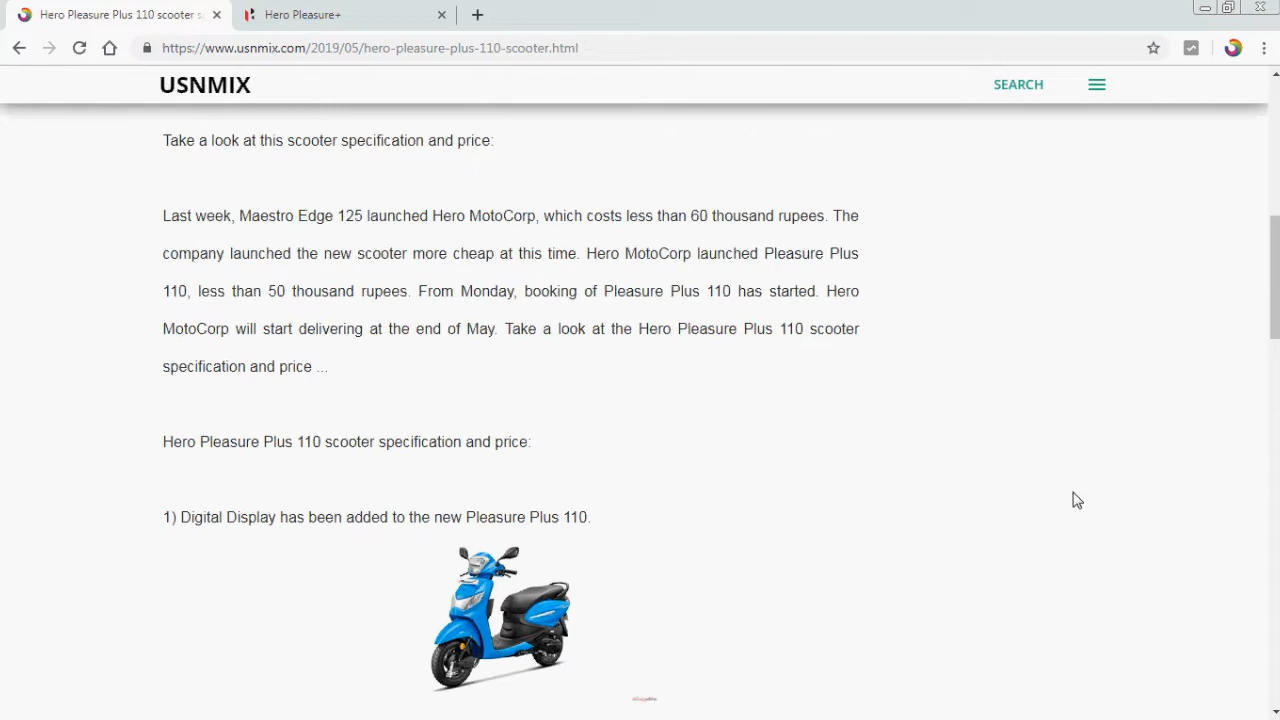 Hero Pleasure Plus 110 scooter s
Hero Pleasure+
https://www.usnmix.com/2019/05/hero-pleasure-plus-110-scooter.html
USNMIX
SEARCH
Take a look at this scooter specification and price:
Last week, Maestro Edge 125 launched Hero MotoCorp, which costs less than 60 thousand rupees. The
company launched the new scooter more cheap at this time. Hero MotoCorp launched Pleasure Plus
110, less than 50 thousand rupees. From Monday, booking of Pleasure Plus 110 has started. Hero
MotoCorp will start delivering at the end of May. Take a look at the Hero Pleasure Plus 110 scooter
specification and price ...
Hero Pleasure Plus 110 scooter specification and price:
1) Digital Display has been added to the new Pleasure Plus 110.